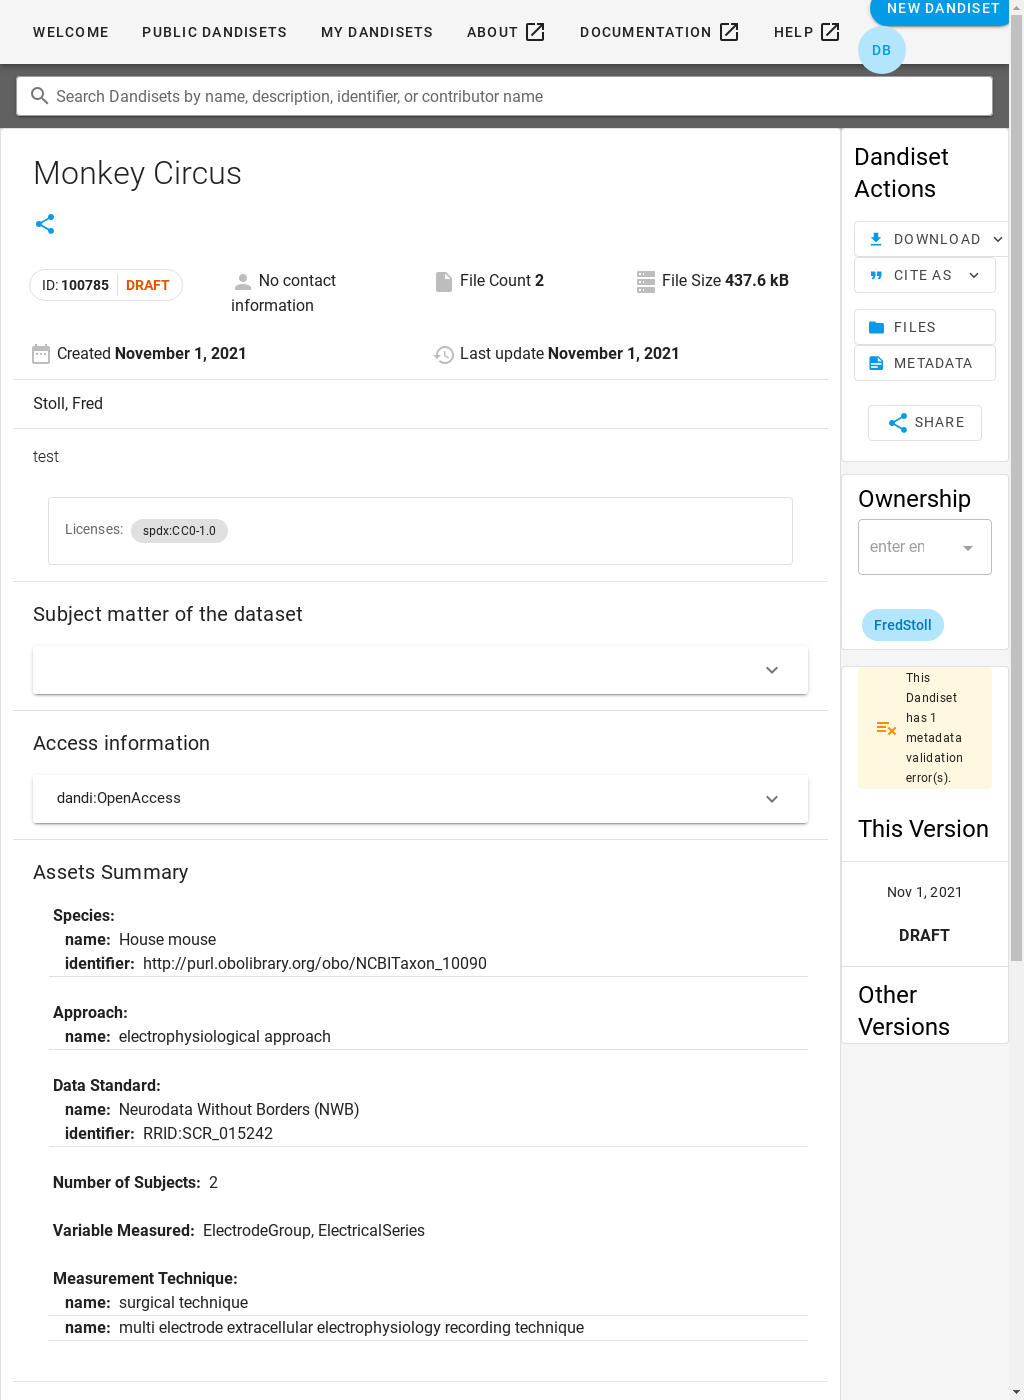 WELCOME PUBLIC DANDISETS MY DANDISETS ABOUT DOCUMENTATION HELP NEW DANDISET
DB
Search Dandisets by name, description, identifier, or contributor name
Monkey Circus
ID: 100785 DRAFT
No contact
information
File Count 2
File Size 437.6 kB
Created November 1, 2021
Last update November 1, 2021
Stoll, Fred
test
Licenses: spdx:CC0-1.0
Subject matter of the dataset
Access information
dandi:OpenAccess
Assets Summary
Species:
name: House mouse
identifier: http://purl.obolibrary.org/obo/NCBITaxon_10090
Approach:
name: electrophysiological approach
Data Standard:
name: Neurodata Without Borders (NWB)
identifier: RRID:SCR_015242
Number of Subjects: 2
Variable Measured: ElectrodeGroup, ElectricalSeries
Measurement Technique:
name: surgical technique
name: multi electrode extracellular electrophysiology recording technique
Dandiset
Actions
DOWNLOAD
CITE AS
FILES
METADATA
SHARE
Ownership
enter en
FredStoll
This
Dandiset
has 1
metadata
validation
error(s).
This Version
Nov 1, 2021
DRAFT
Other
Versions